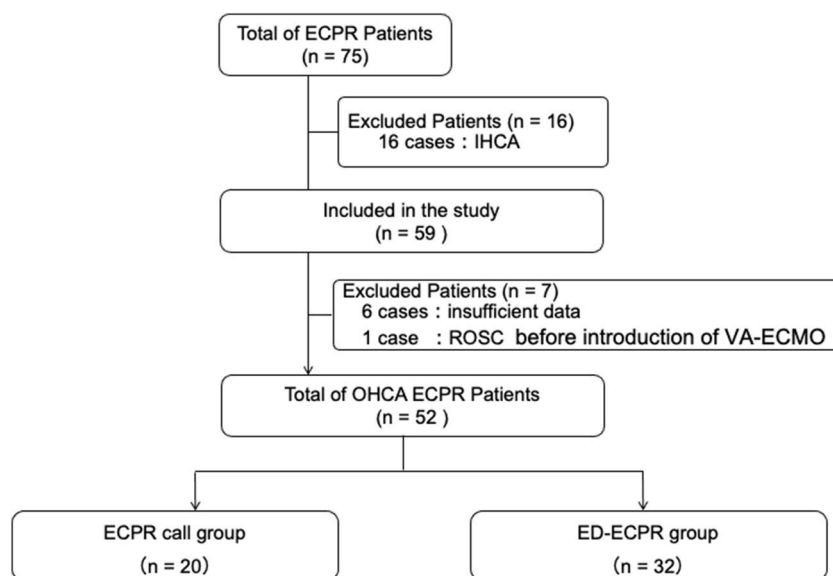 Total of ECPR Patients
(n = 75)
Excluded Patients (n = 16)
16 cases : IHCA
Included in the study
(n = 59 )
Excluded Patients (n = 7)
6 cases : insufficient data
1 case : ROSC before introduction of VA-ECMO
Total of OHCA ECPR Patients
(n = 52 )
ECPR call group
(n = 20)
ED-ECPR group
(n = 32)